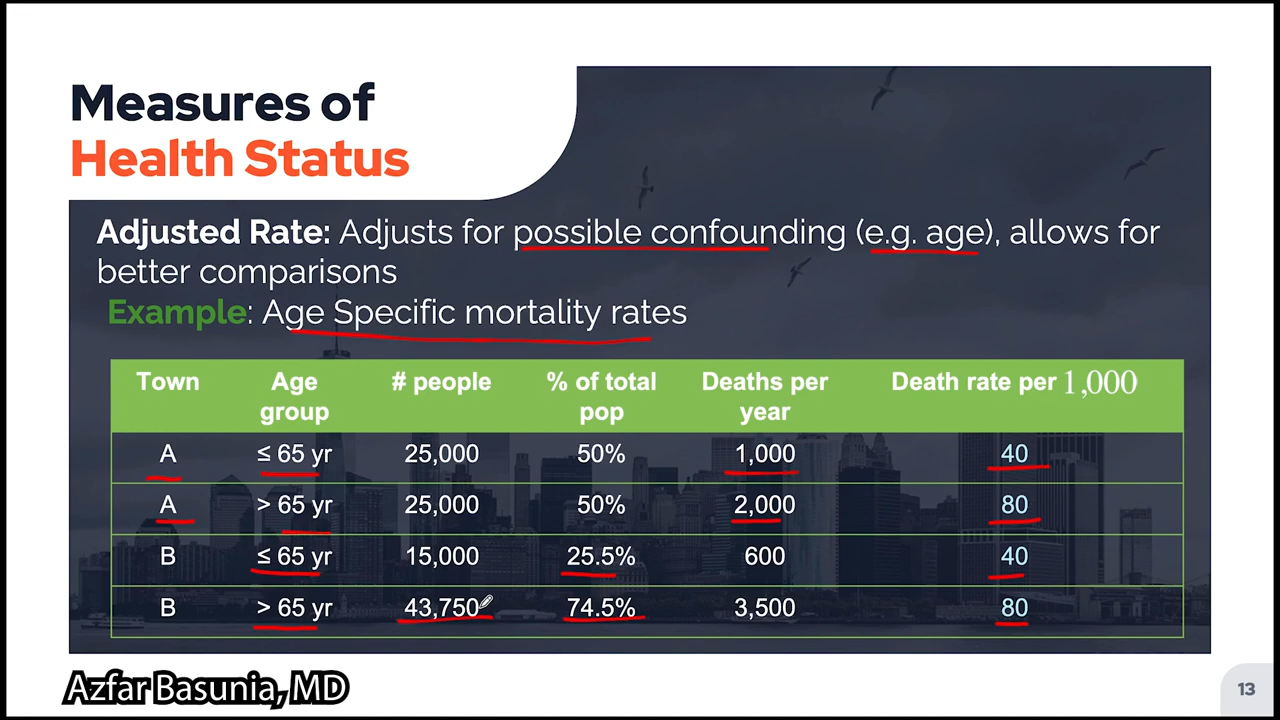 Measures of
Health Status
Adjusted Rate: Adjusts for possible confounding (e.g. age), allows for
better comparisons
Example: Age Specific mortality rates
Town Age group # people % of total pop Deaths per year Death rate per 1,000
A ≤ 65 yr 25,000 50% 1,000 40
A > 65 yr 25,000 50% 2,000 80
B ≤ 65 yr 15,000 25.5% 600 40
B > 65 yr 43,750 74.5% 3,500 80
Azfar Basunia, MD
13